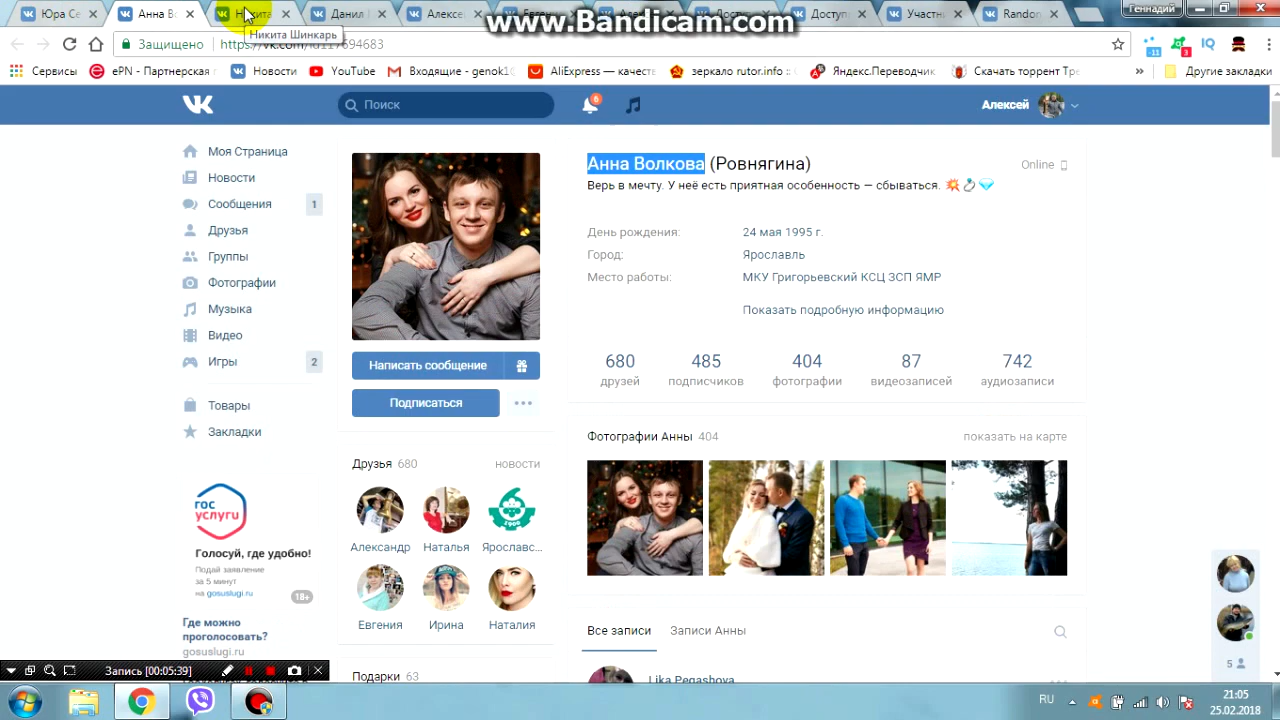 Юра Се
Анна В
Никита
Данил
Алексе
Досту
Доступ
Участн
Rando
Геннадий
www.Bandicam.com
Никита Шинкарь
Защищено
Сервисы
ePN - Партнерская
Новости
YouTube
Входящие - genok1
AliExpress — качест
зеркало rutor.info
Яндекс.Переводчик
Скачать торрент Тре
»
Другие закладки
Поиск
6
Алексей
Моя Страница
Новости
Сообщения 1
Друзья
Группы
Фотографии
Музыка
Видео
Игры 2
Товары
Закладки
гос
услуги
Голосуй, где удобно!
Подай заявление
за 5 минут
на gosuslugi.ru
18+
Где можно
проголосовать?
gosuslugi.ru
Написать сообщение
Подписаться
Друзья 680 новости
Александр Наталья Ярославс...
Евгения Ирина Наталия
Подарки 63
Анна Волкова (Ровнягина) Online
Верь в мечту. У неё есть приятная особенность — сбываться.
День рождения: 24 мая 1995 г.
Город: Ярославль
Место работы: МКУ Григорьевский КСЦ ЗСП ЯМР
Показать подробную информацию
680 485 404 87 742
друзей подписчиков фотографии видеозаписей аудиозаписи
Фотографии Анны 404 показать на карте
Все записи Записи Анны
Lika Pegashova
5
Запись [00:05:39]
RU
21:05
25.02.2018